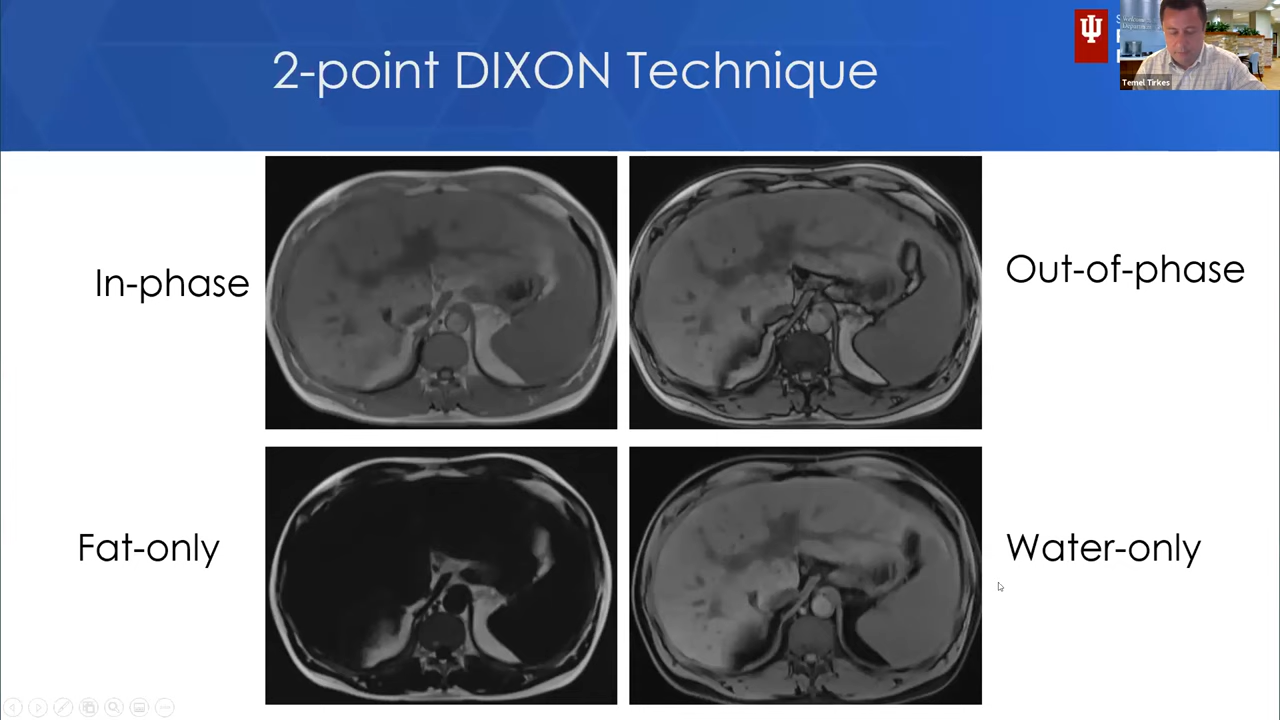 2-point DIXON Technique
Temel Tirkes
In-phase
Out-of-phase
Fat-only
Water-only